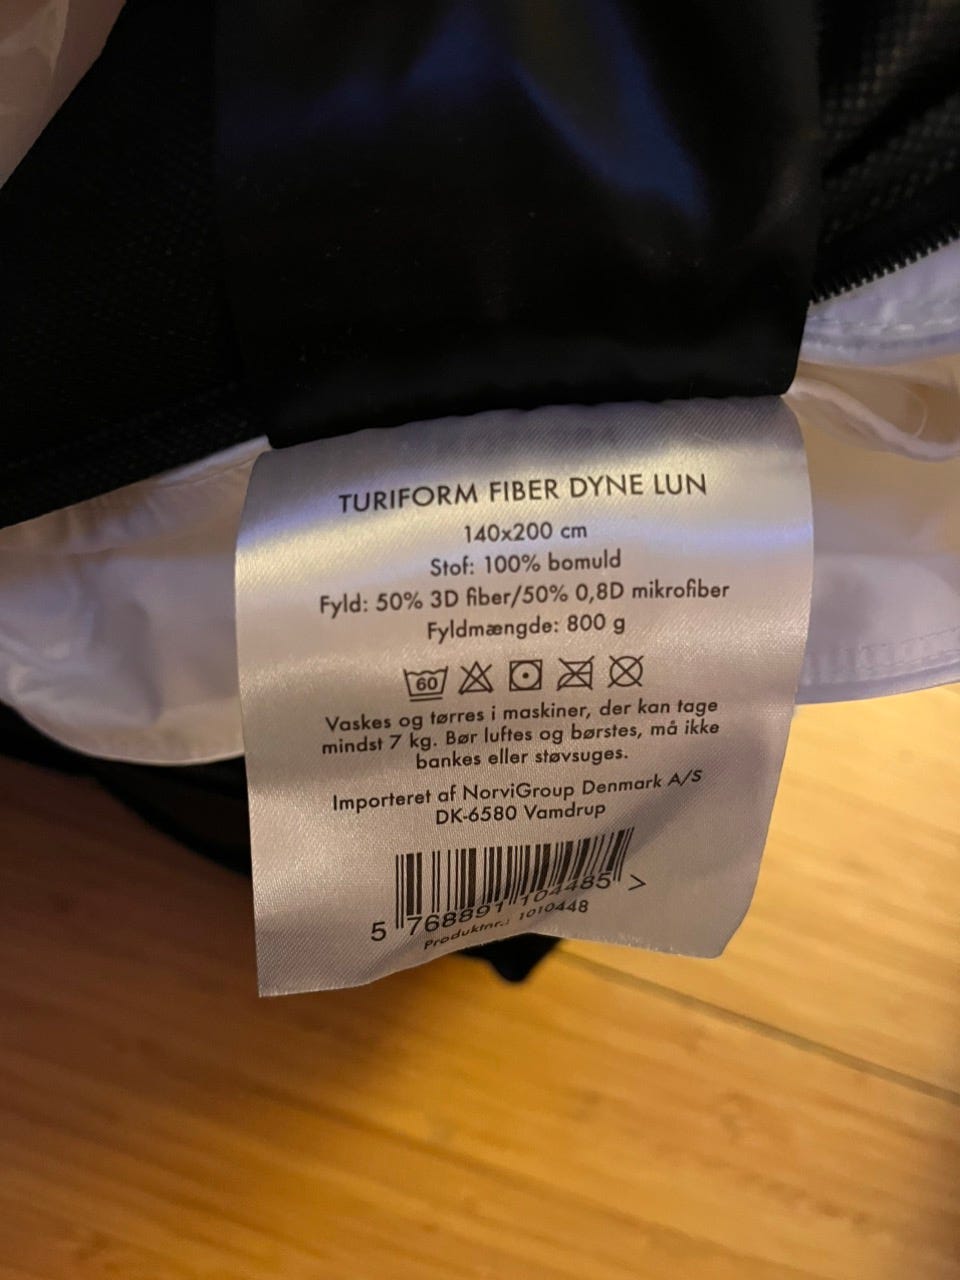 TURIFORM FIBER DYNE LUN
140x200 cm
Stof: 100% bomuld
Fyld: 50% 3D fiber/50% 0,8D mikrofiber
Fyldmængde: 800 g
60
Vaskes og tørres i maskiner, der kan tage
mindst 7 kg. Bør luftes og børstes, må ikke
bankes eller støvsuges.
Importeret af NorviGroup Denmark A/S
DK-6580 Vamdrup
5 768891 104485 >
Produktnr.: 1010448